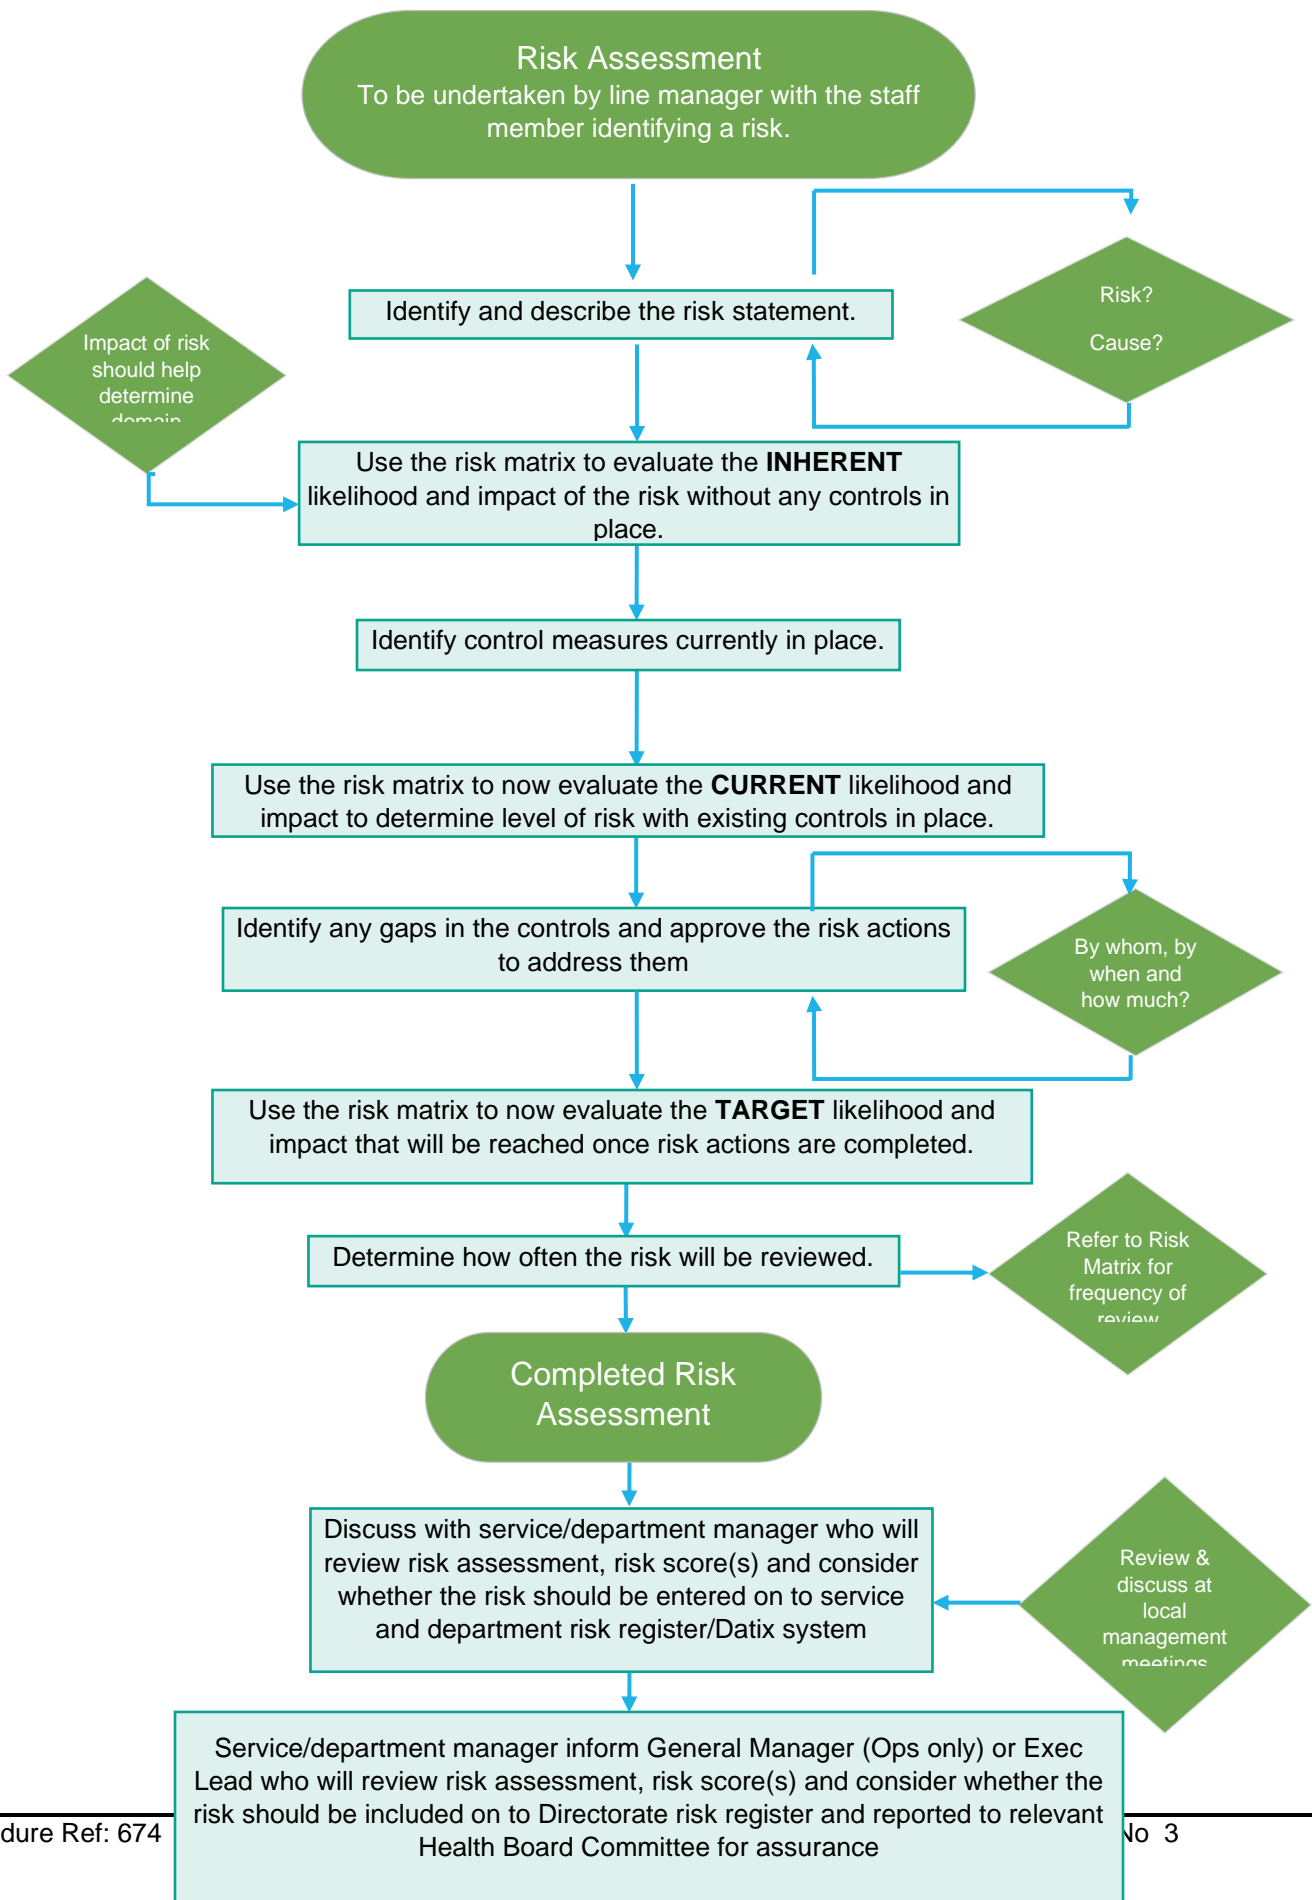 Risk Assessment
To be undertaken by line manager with the staff
member identifying a risk.
Identify and describe the risk statement.
Risk?
Cause?
Impact of risk
should help
determine
domain
Use the risk matrix to evaluate the INHERENT
likelihood and impact of the risk without any controls in
place.
Identify control measures currently in place.
Use the risk matrix to now evaluate the CURRENT likelihood and
impact to determine level of risk with existing controls in place.
Identify any gaps in the controls and approve the risk actions
to address them
By whom, by
when and
how much?
Use the risk matrix to now evaluate the TARGET likelihood and
impact that will be reached once risk actions are completed.
Determine how often the risk will be reviewed.
Refer to Risk
Matrix for
frequency of
review
Completed Risk
Assessment
Discuss with service/department manager who will
review risk assessment, risk score(s) and consider
whether the risk should be entered on to service
and department risk register/Datix system
Review &
discuss at
local
management
meetings
Service/department manager inform General Manager (Ops only) or Exec
Lead who will review risk assessment, risk score(s) and consider whether the
risk should be included on to Directorate risk register and reported to relevant
Health Board Committee for assurance
dure Ref: 674
No 3